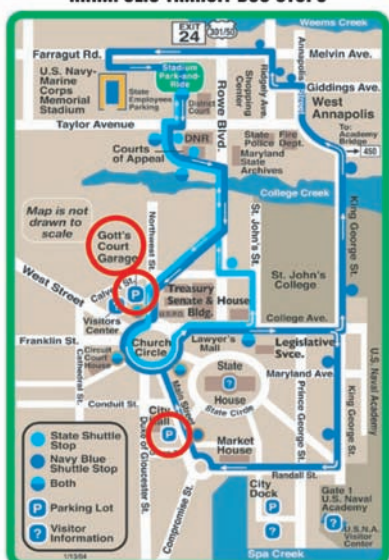 EXIT
24
301/50
Weems Creek
Farragut Rd.
Melvin Ave.
Annapolis
Ridgely Ave.
Giddings Ave.
Stadium
Park-and-
Ride
U.S. Navy-
Marine
Corps
Memorial
Stadium
State
Employees
Parking
District
Court
Rowe Blvd.
Shopping
Center
West
Annapolis
Taylor Avenue
To:
Academy
Bridge
450
DNR
State
Police
Fire
Dept.
Maryland
State
Archives
Courts
of Appeal
College Creek
Map is not
drawn to
scale
Gott's
Court
Garage
Northwest St.
St. John's St.
King George St.
St. John's
College
West Street
Calvert St.
P
Visitors
Center
Treasury
Senate & House
Bldg.
College Ave.
Franklin St.
Church
Circle
Lawyer's
Mall
Legislative
Svce.
Circuit
Court
House
Cathedral St.
State
?
House
State Circle
Maryland Ave.
Prince George St.
King George St.
U.S. Naval Academy
Conduit St.
Main Street
City
Hall
P
Duke of Gloucester St.
Market
House
Randall St.
Compromise St.
City
Dock
P
?
Gate 1
U.S. Naval
Academy
?
U.S.N.A.
Visitor
Center
Spa Creek
State Shuttle
Stop
Navy Blue
Shuttle Stop
Both
P Parking Lot
? Visitor
Information
1/13/04